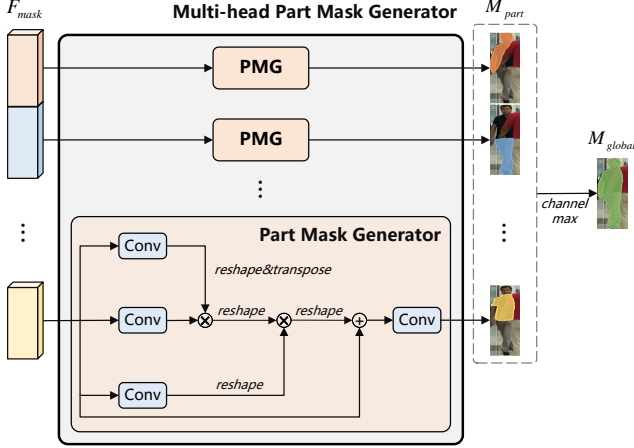 F_mask
Multi-head Part Mask Generator
M_part
PMG
PMG
M_global
channel
max
Part Mask Generator
Conv
reshape&transpose
Conv
reshape
reshape
Conv
Conv
reshape